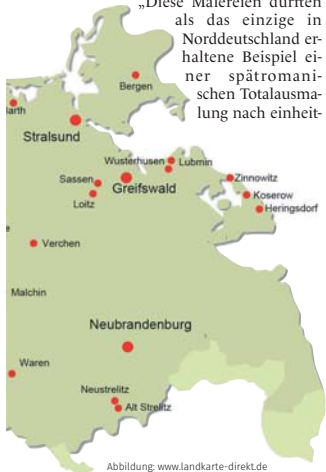 „Diese Malereien dürften
als das einzige in
Norddeutschland er-
haltene Beispiel ei-
ner spätromani-
schen Totalausma-
lung nach einheit-
Bergen
arth
Stralsund
Wusterhusen
Lubmin
Sassen
Greifswald
Zinnowitz
Loitz
Koserow
Heringsdorf
Verchen
Malchin
Neubrandenburg
Waren
Neustrelitz
Alt Strelitz
Abbildung: www.landkarte-direkt.de